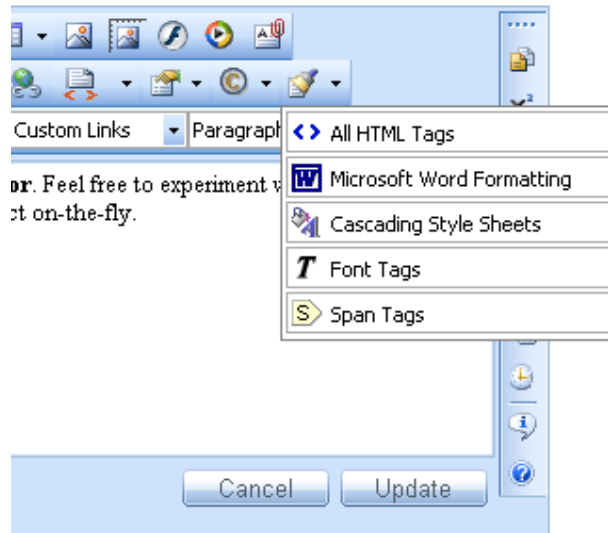 Custom Links Paragraph
All HTML Tags
or. Feel free to experiment
ct on-the-fly.
Microsoft Word Formatting
Cascading Style Sheets
T Font Tags
S Span Tags
Cancel Update